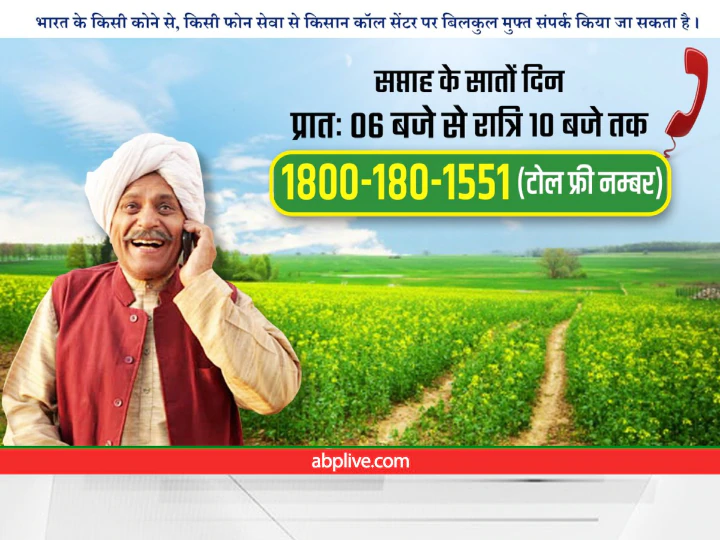 भारत के किसी कोने से, किसी फोन सेवा से किसान कॉल सेंटर पर बिलकुल मुफ्त संपर्क किया जा सकता है।
सप्ताह के सातों दिन
प्रातः 06 बजे से रात्रि 10 बजे तक
1800-180-1551 (टोल फ्री नम्बर)
abplive.com